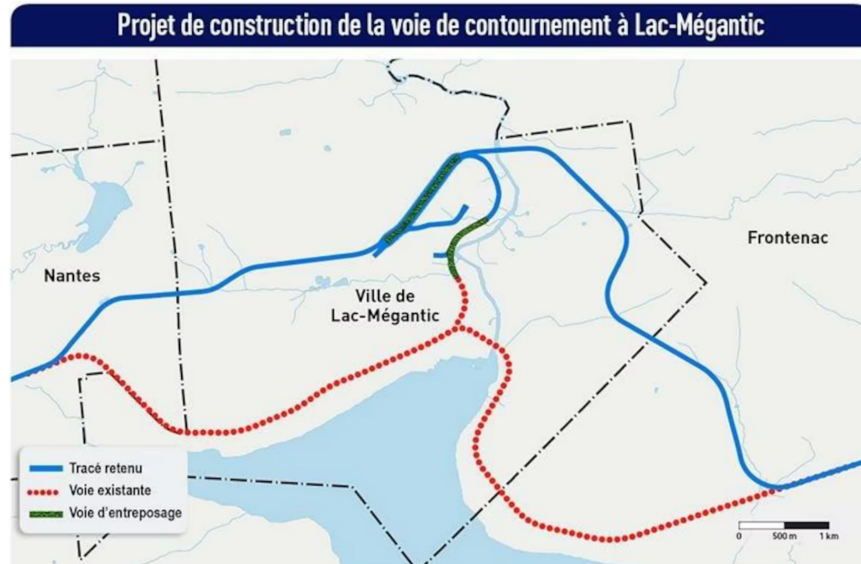 Projet de construction de la voie de contournement à Lac-Mégantic
Nantes
Frontenac
Ville de
Lac-Mégantic
Tracé retenu
Voie existante
Voie d'entreposage
0 500 m 1 km